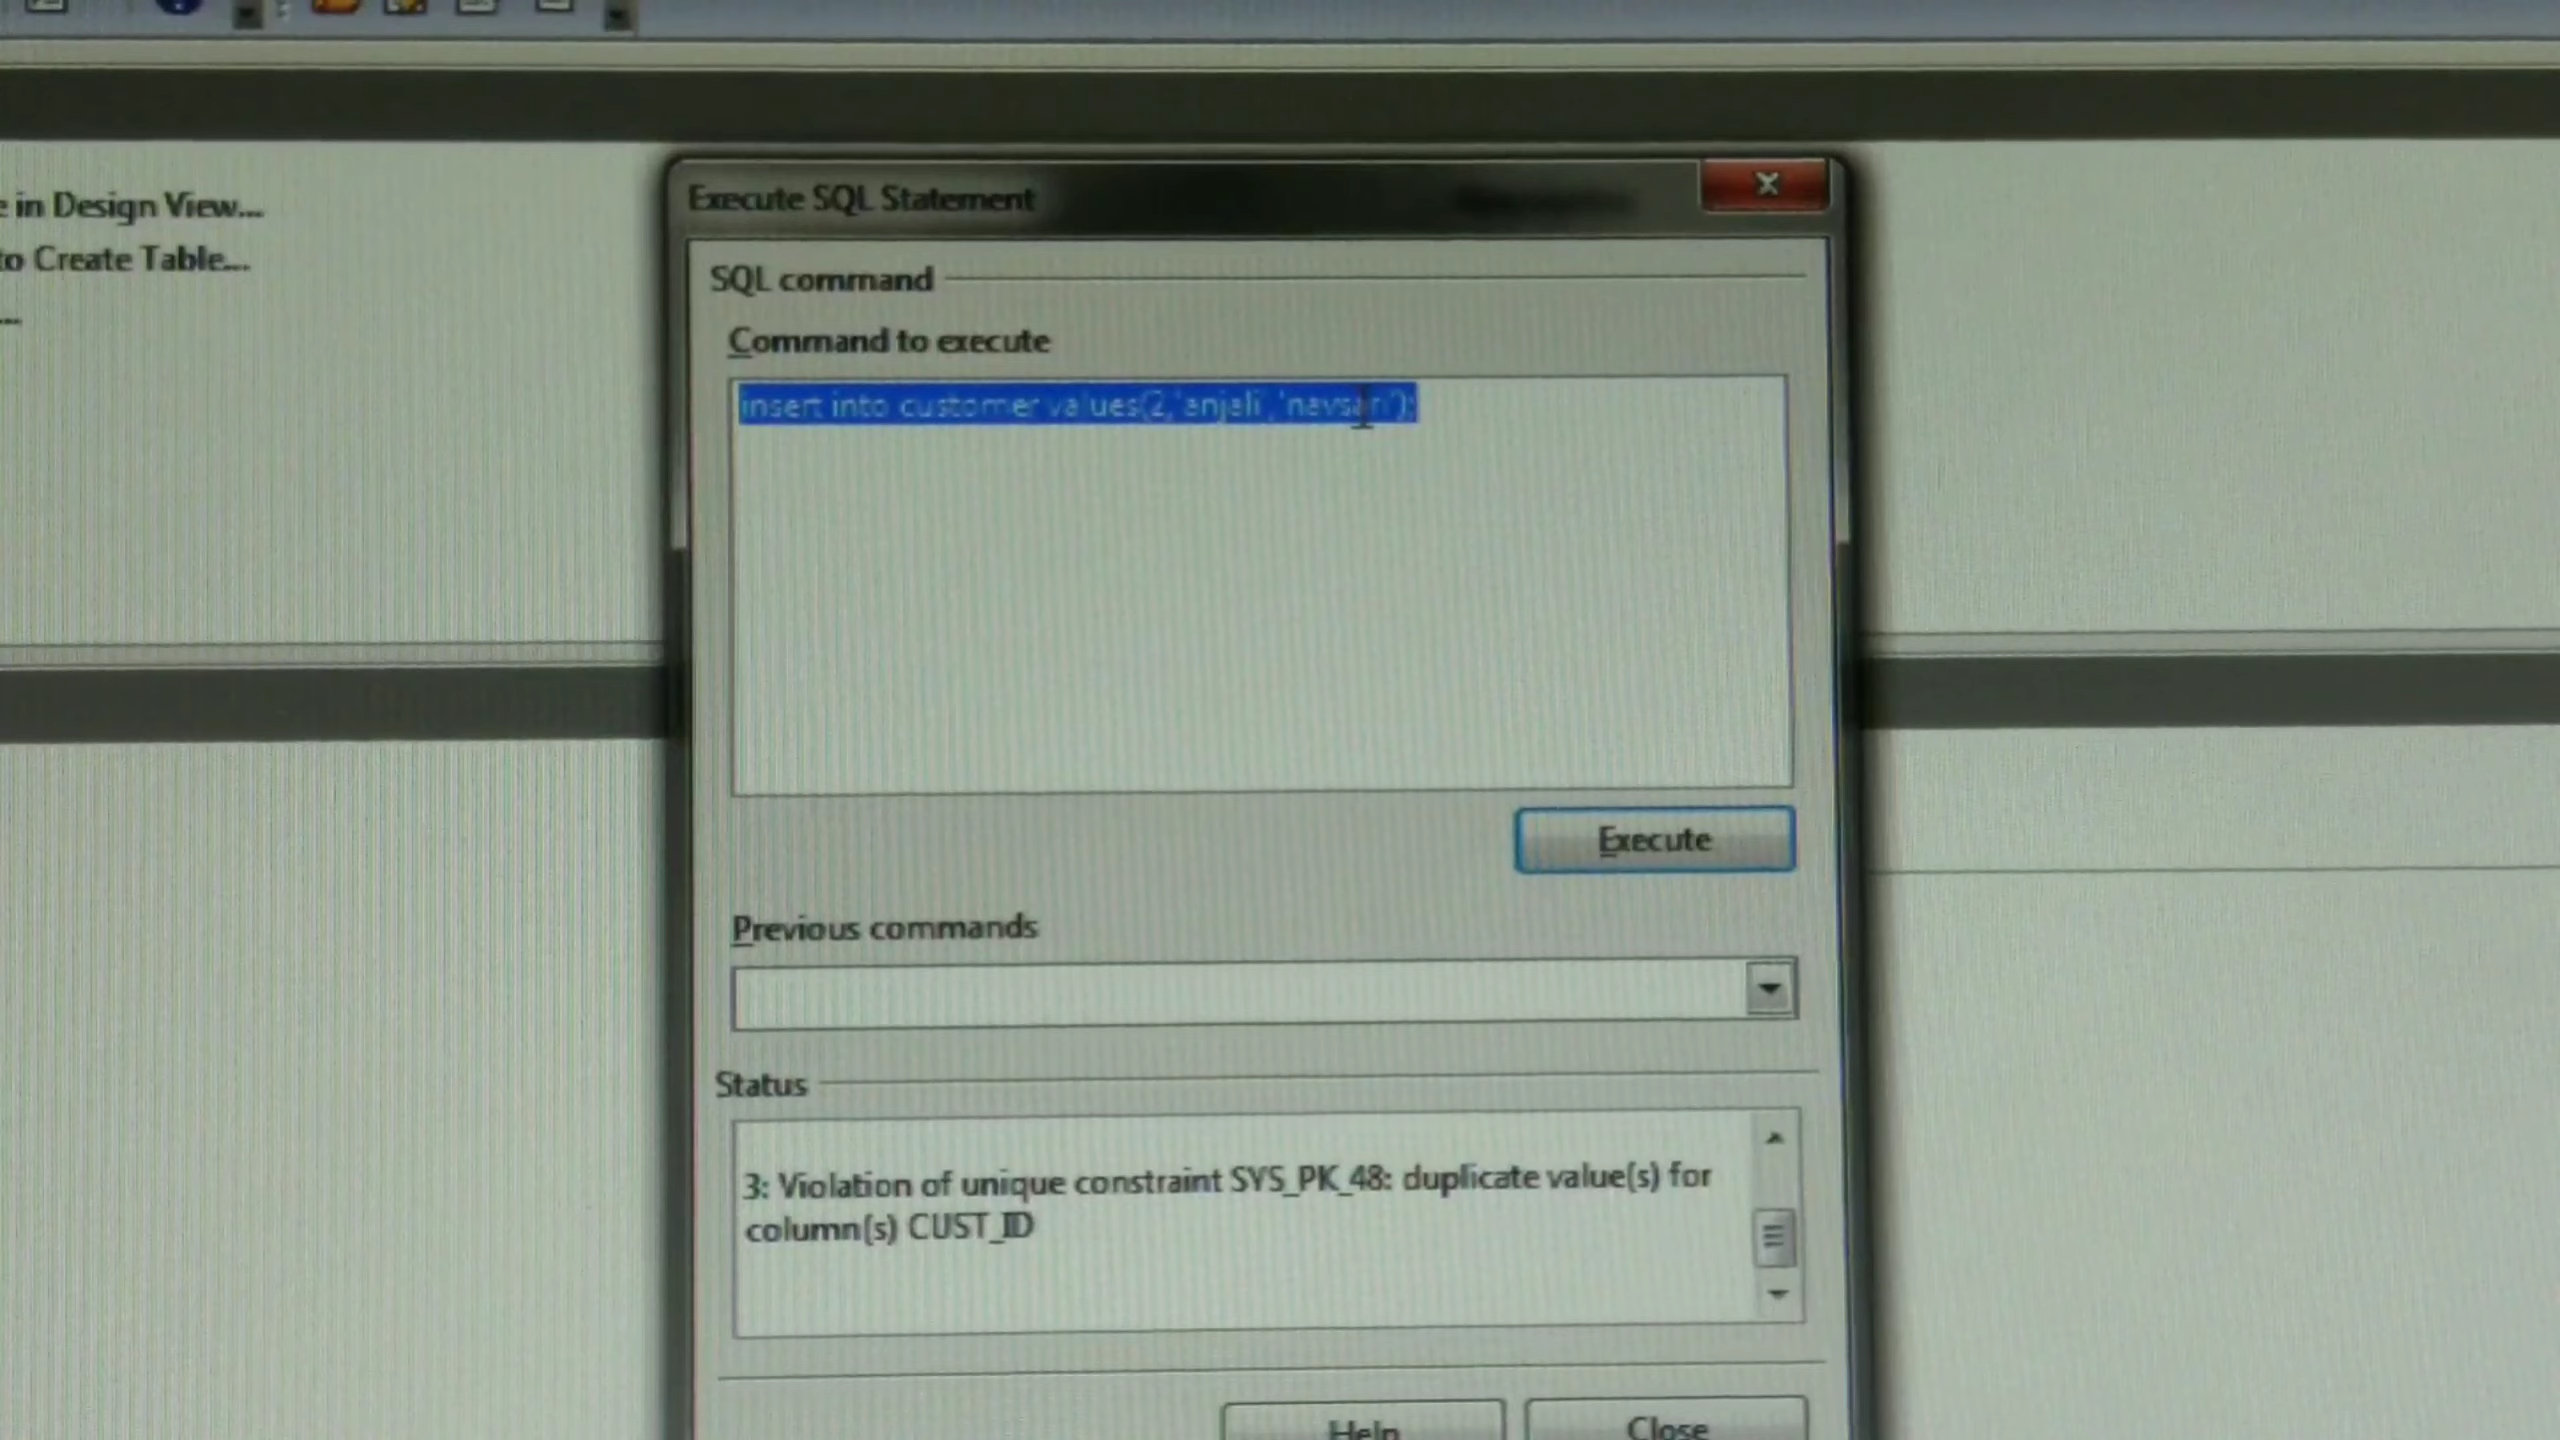 e in Design View...
to Create Table...
...
Execute SQL Statement
SQL command
Command to execute
insert into customer values(2,'anjali','navsari');
Execute
Previous commands
Status
3: Violation of unique constraint SYS_PK_48: duplicate value(s) for
column(s) CUST_ID
Help
Close